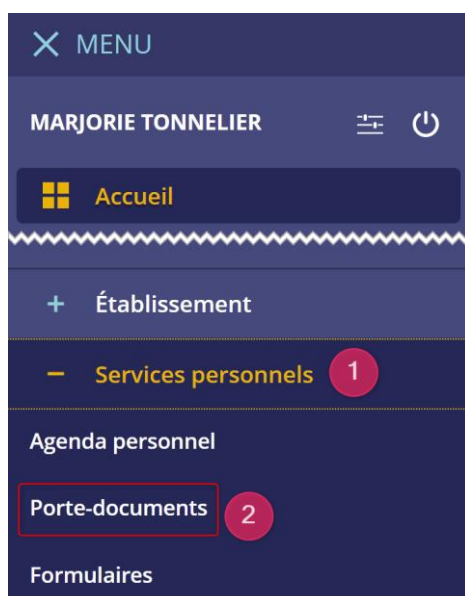 MENU
MARJORIE TONNELIER
Accueil
+ Établissement
− Services personnels 1
Agenda personnel
Porte-documents 2
Formulaires